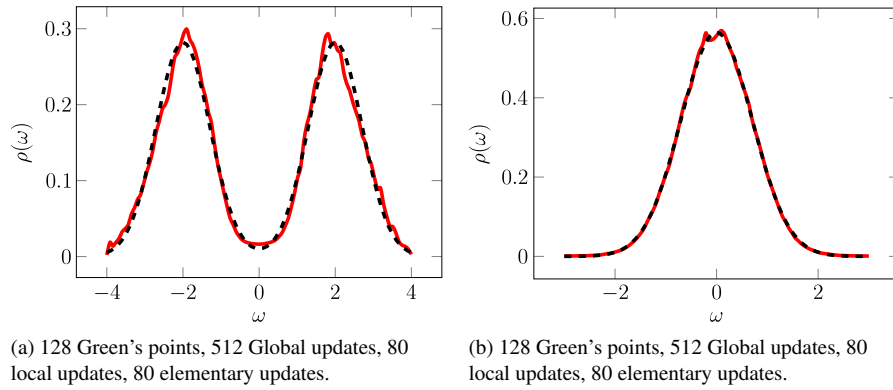 0.3
0.2
0.1
0
ρ(ω)
−4 −2 0 2 4
ω
(a) 128 Green's points, 512 Global updates, 80
local updates, 80 elementary updates.
0.6
0.4
0.2
0
ρ(ω)
−2 0 2
ω
(b) 128 Green's points, 512 Global updates, 80
local updates, 80 elementary updates.